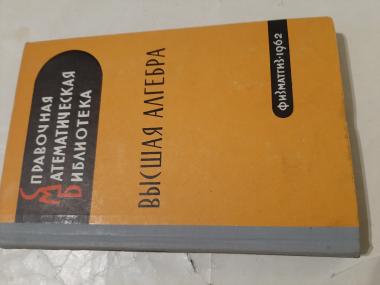 СПРАВОЧНАЯ
МАТЕМАТИЧЕСКАЯ
БИБЛИОТЕКА
ВЫСШАЯ АЛГЕБРА
ФИЗМАТГИЗ·1962